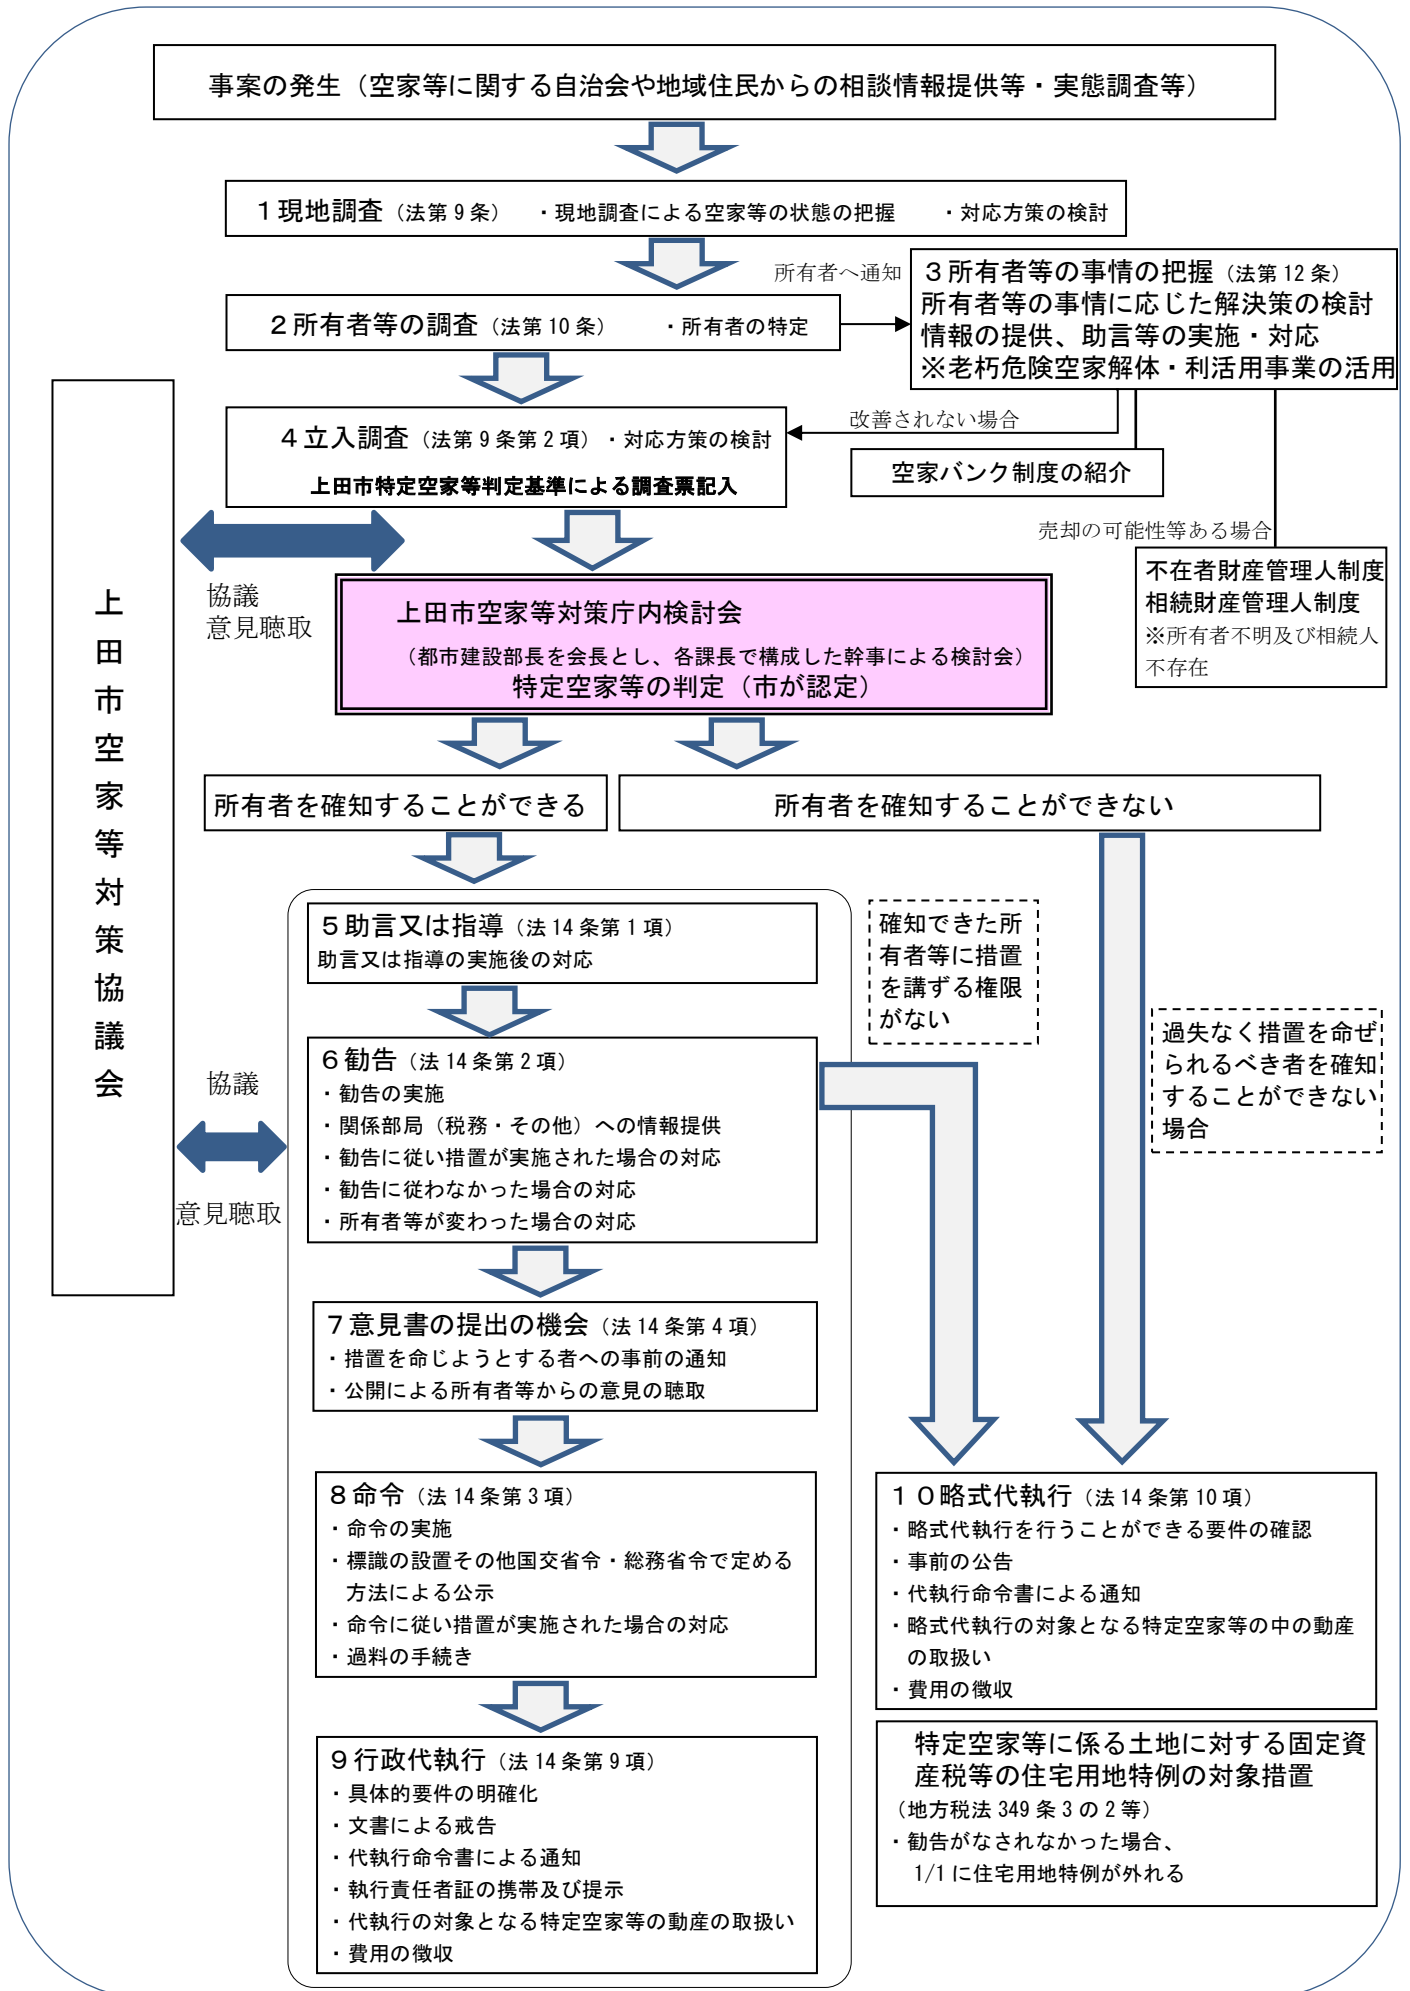 事案の発生（空家等に関する自治会や地域住民からの相談情報提供等・実態調査等）
１現地調査（法第９条）　・現地調査による空家等の状態の把握　・対応方策の検討
所有者へ通知
２所有者等の調査（法第10条）　・所有者の特定
３所有者等の事情の把握（法第12条）
所有者等の事情に応じた解決策の検討
情報の提供、助言等の実施・対応
※老朽危険空家解体・利活用事業の活用
改善されない場合
４立入調査（法第９条第２項）・対応方策の検討
上田市特定空家等判定基準による調査票記入
空家バンク制度の紹介
売却の可能性等ある場合
不在者財産管理人制度
相続財産管理人制度
※所有者不明及び相続人
不存在
上田市空家等対策協議会
協議
意見聴取
上田市空家等対策庁内検討会
（都市建設部長を会長とし、各課長で構成した幹事による検討会）
特定空家等の判定（市が認定）
所有者を確知することができる
所有者を確知することができない
５助言又は指導（法14条第１項）
助言又は指導の実施後の対応
確知できた所
有者等に措置
を講ずる権限
がない
過失なく措置を命ぜ
られるべき者を確知
することができない
場合
協議
意見聴取
６勧告（法14条第２項）
・勧告の実施
・関係部局（税務・その他）への情報提供
・勧告に従い措置が実施された場合の対応
・勧告に従わなかった場合の対応
・所有者等が変わった場合の対応
７意見書の提出の機会（法14条第４項）
・措置を命じようとする者への事前の通知
・公開による所有者等からの意見の聴取
８命令（法14条第３項）
・命令の実施
・標識の設置その他国交省令・総務省令で定める
方法による公示
・命令に従い措置が実施された場合の対応
・過料の手続き
９行政代執行（法14条第９項）
・具体的要件の明確化
・文書による戒告
・代執行命令書による通知
・執行責任者証の携帯及び提示
・代執行の対象となる特定空家等の動産の取扱い
・費用の徴収
１０略式代執行（法14条第10項）
・略式代執行を行うことができる要件の確認
・事前の公告
・代執行命令書による通知
・略式代執行の対象となる特定空家等の中の動産
の取扱い
・費用の徴収
特定空家等に係る土地に対する固定資
産税等の住宅用地特例の対象措置
（地方税法349条３の２等）
・勧告がなされなかった場合、
1/1に住宅用地特例が外れる